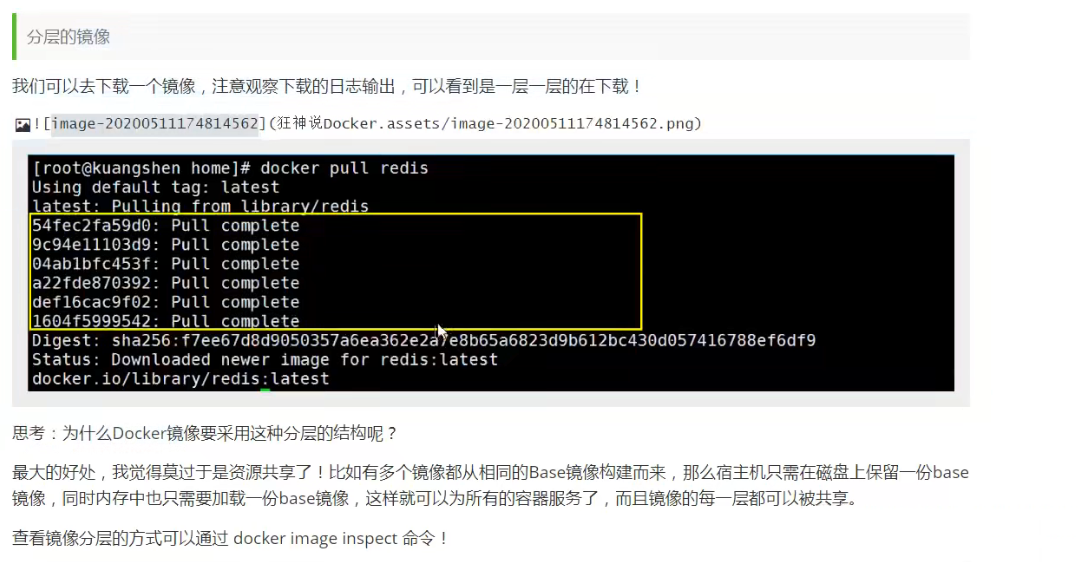 分层的镜像
我们可以去下载一个镜像，注意观察下载的日志输出，可以看到是一层一层的在下载！
![image-20200511174814562](狂神说Docker.assets/image-20200511174814562.png)
[root@kuangshen home]# docker pull redis
Using default tag: latest
latest: Pulling from library/redis
54fec2fa59d0: Pull complete
9c94e11103d9: Pull complete
04ab1bfc453f: Pull complete
a22fde870392: Pull complete
def16cac9f02: Pull complete
1604f5999542: Pull complete
Digest: sha256:f7ee67d8d9050357a6ea362e2a7e8b65a6823d9b612bc430d057416788ef6df9
Status: Downloaded newer image for redis:latest
docker.io/library/redis:latest
思考：为什么Docker镜像要采用这种分层的结构呢？
最大的好处，我觉得莫过于是资源共享了！比如有多个镜像都从相同的Base镜像构建而来，那么宿主机只需在磁盘上保留一份base
镜像，同时内存中也只需要加载一份base镜像，这样就可以为所有的容器服务了，而且镜像的每一层都可以被共享。
查看镜像分层的方式可以通过 docker image inspect 命令！